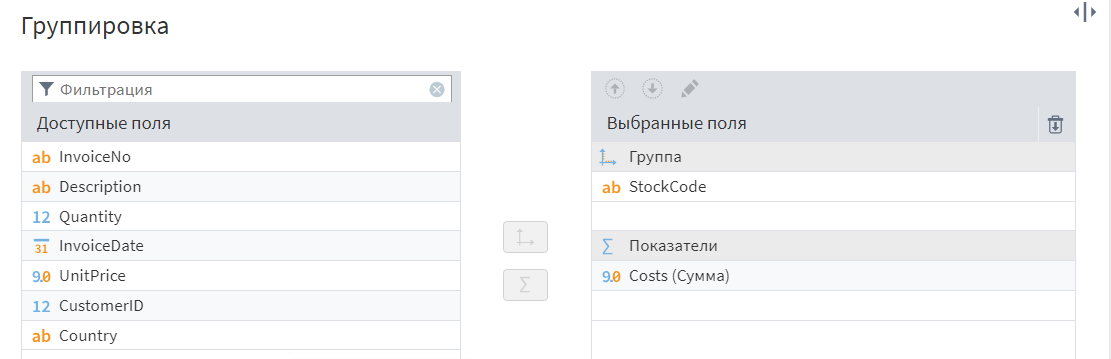 Группировка
Фильтрация
Доступные поля
ab InvoiceNo
ab Description
12 Quantity
31 InvoiceDate
9.0 UnitPrice
12 CustomerID
ab Country
Выбранные поля
Группа
ab StockCode
Σ Показатели
9.0 Costs (Сумма)
Σ